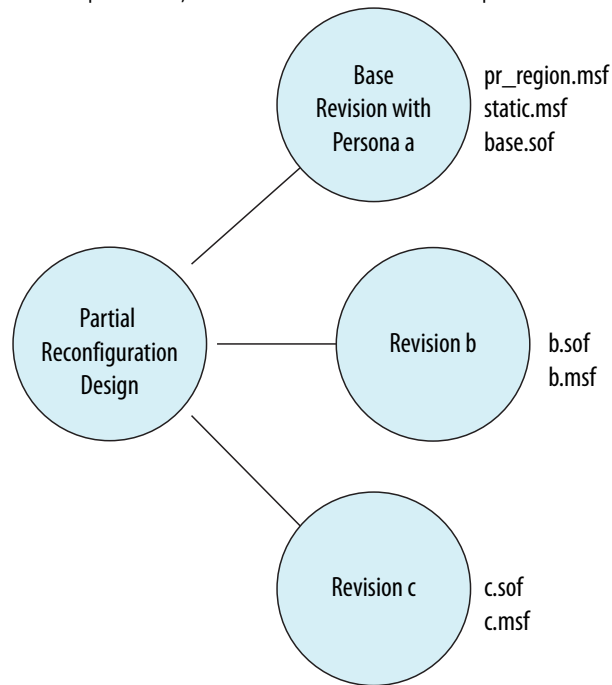 Base
Revision with
Persona a
pr_region.msf
static.msf
base.sof
Partial
Reconfiguration
Design
Revision b
b.sof
b.msf
Revision c
c.sof
c.msf